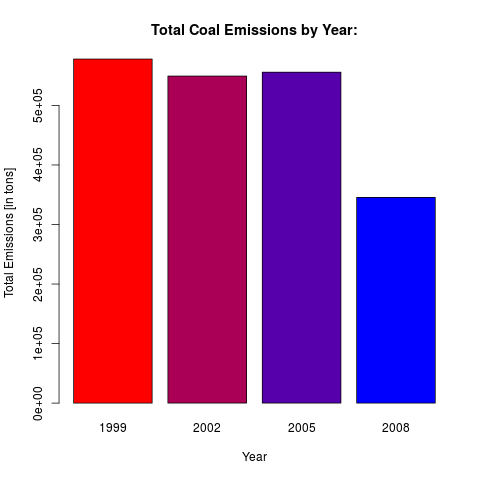 Total Coal Emissions by Year:
Total Emissions [in tons]
5e+05
4e+05
3e+05
2e+05
1e+05
0e+00
1999 2002 2005 2008
Year